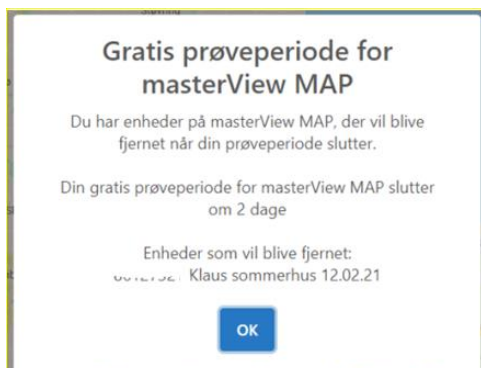 Gratis prøveperiode for
masterView MAP
Du har enheder på masterView MAP, der vil blive
fjernet når din prøveperiode slutter.
Din gratis prøveperiode for masterView MAP slutter
om 2 dage
Enheder som vil blive fjernet:
Klaus sommerhus 12.02.21
OK